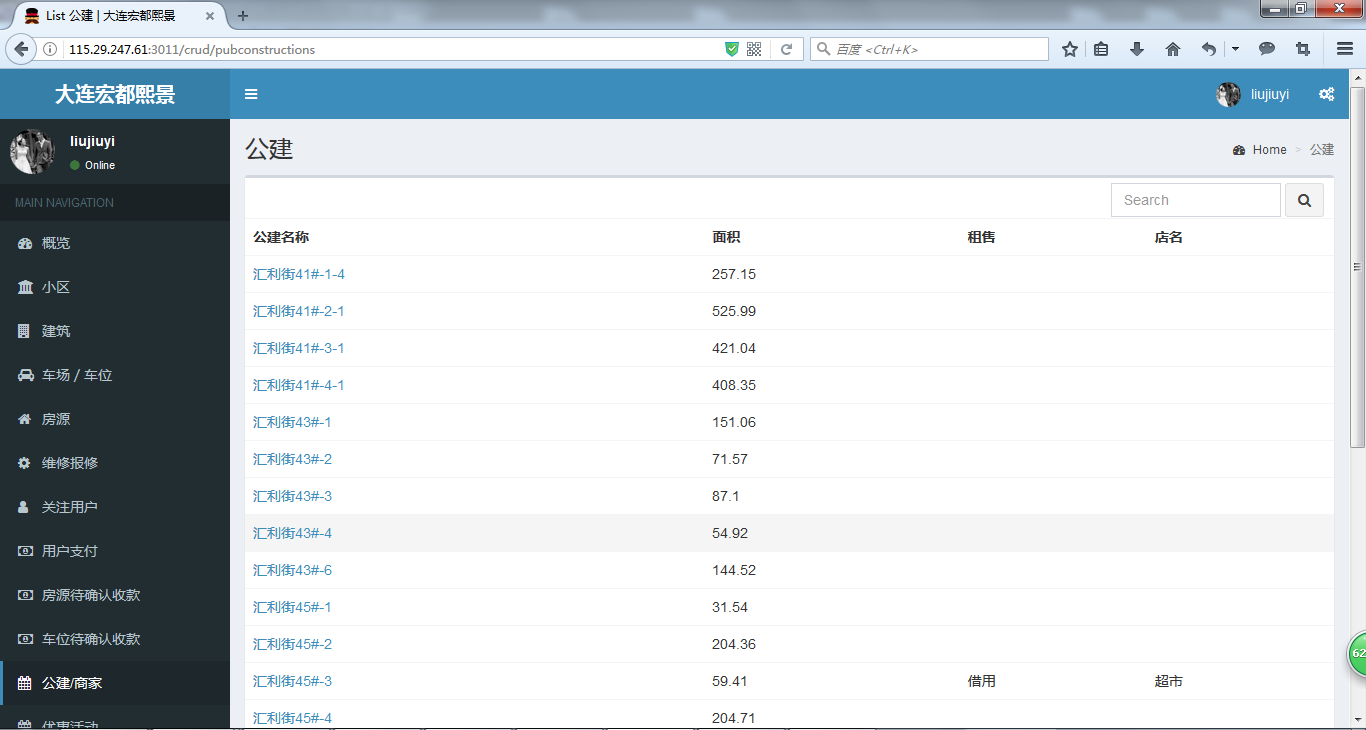 List 公建 | 大连宏都熙景
115.29.247.61:3011/crud/pubconstructions
百度 <Ctrl+K>
大连宏都熙景
liujiuyi
liujiuyi
Online
MAIN NAVIGATION
概览
小区
建筑
车场 / 车位
房源
维修报修
关注用户
用户支付
房源待确认收款
车位待确认收款
公建/商家
优惠活动
公建
Home > 公建
Search
公建名称 面积 租售 店名
汇利街41#-1-4 257.15
汇利街41#-2-1 525.99
汇利街41#-3-1 421.04
汇利街41#-4-1 408.35
汇利街43#-1 151.06
汇利街43#-2 71.57
汇利街43#-3 87.1
汇利街43#-4 54.92
汇利街43#-6 144.52
汇利街45#-1 31.54
汇利街45#-2 204.36
汇利街45#-3 59.41 借用 超市
汇利街45#-4 204.71
62